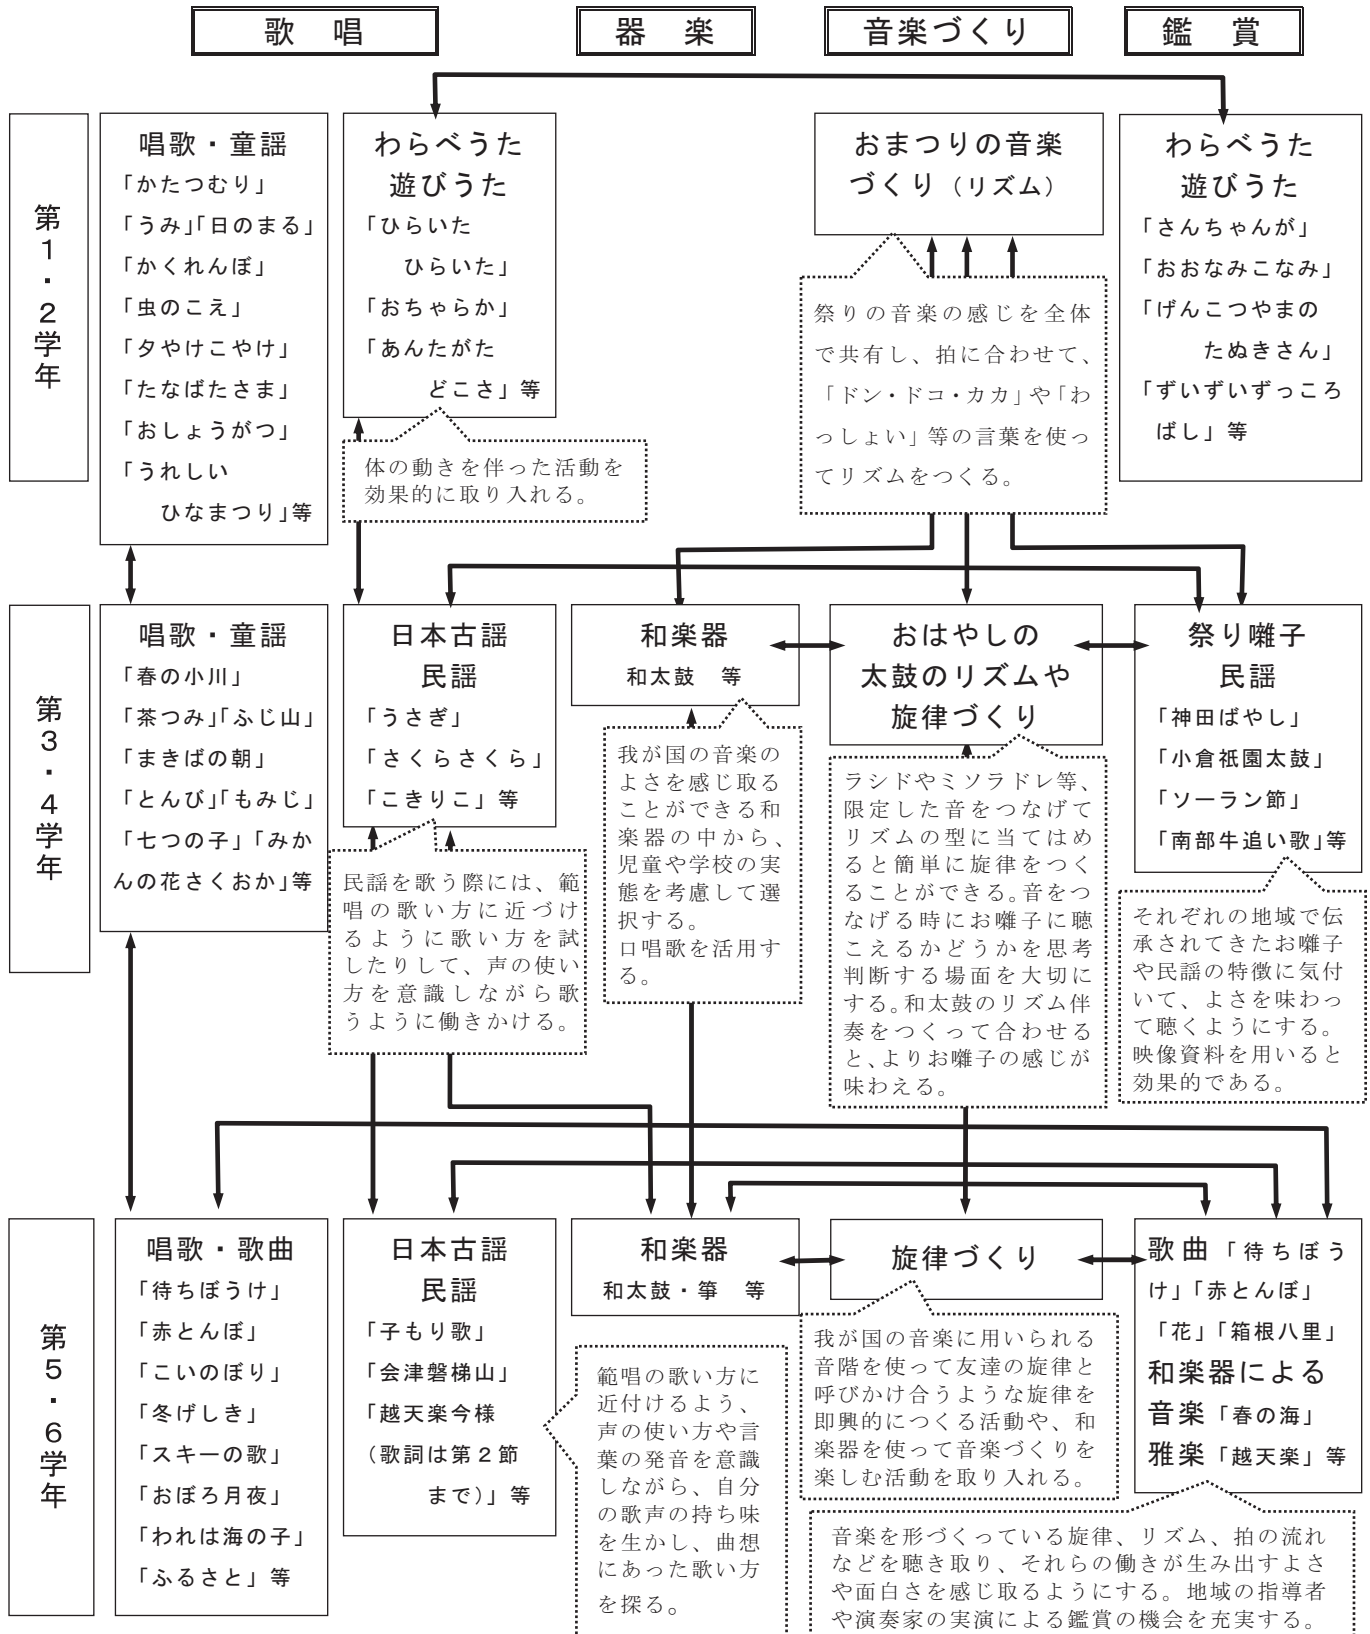 歌　唱
器　楽
音楽づくり
鑑　賞
第１・２学年
唱歌・童謡
「かたつむり」
「うみ」「日のまる」
「かくれんぼ」
「虫のこえ」
「夕やけこやけ」
「たなばたさま」
「おしょうがつ」
「うれしい
ひなまつり」等
わらべうた
遊びうた
「ひらいた
ひらいた」
「おちゃらか」
「あんたがた
どこさ」等
体の動きを伴った活動を
効果的に取り入れる。
おまつりの音楽
づくり（リズム）
祭りの音楽の感じを全体
で共有し、拍に合わせて、
「ドン・ドコ・カカ」や「わ
っしょい」等の言葉を使っ
てリズムをつくる。
わらべうた
遊びうた
「さんちゃんが」
「おおなみこなみ」
「げんこつやまの
たぬきさん」
「ずいずいずっころ
ばし」等
第３・４学年
唱歌・童謡
「春の小川」
「茶つみ」「ふじ山」
「まきばの朝」
「とんび」「もみじ」
「七つの子」「みか
んの花さくおか」等
日本古謡
民謡
「うさぎ」
「さくらさくら」
「こきりこ」等
民謡を歌う際には、範
唱の歌い方に近づけ
るように歌い方を試
したりして、声の使い
方を意識しながら歌
うように働きかける。
和楽器
和太鼓　等
我が国の音楽の
よさを感じ取る
ことができる和
楽器の中から、
児童や学校の実
態を考慮して選
択する。
口唱歌を活用す
る。
おはやしの
太鼓のリズムや
旋律づくり
ラシドやミソラドレ等、
限定した音をつなげて
リズムの型に当てはめ
ると簡単に旋律をつく
ることができる。音をつ
なげる時にお囃子に聴
こえるかどうかを思考
判断する場面を大切に
する。和太鼓のリズム伴
奏をつくって合わせる
と、よりお囃子の感じが
味わえる。
祭り囃子
民謡
「神田ばやし」
「小倉祇園太鼓」
「ソーラン節」
「南部牛追い歌」等
それぞれの地域で伝
承されてきたお囃子
や民謡の特徴に気付
いて、よさを味わっ
て聴くようにする。
映像資料を用いると
効果的である。
第５・６学年
唱歌・歌曲
「待ちぼうけ」
「赤とんぼ」
「こいのぼり」
「冬げしき」
「スキーの歌」
「おぼろ月夜」
「われは海の子」
「ふるさと」等
日本古謡
民謡
「子もり歌」
「会津磐梯山」
「越天楽今様
（歌詞は第２節
まで）」等
範唱の歌い方に
近付けるよう、
声の使い方や言
葉の発音を意識
しながら、自分
の歌声の持ち味
を生かし、曲想
にあった歌い方
を探る。
和楽器
和太鼓・箏　等
旋律づくり
我が国の音楽に用いられる
音階を使って友達の旋律と
呼びかけ合うような旋律を
即興的につくる活動や、和
楽器を使って音楽づくりを
楽しむ活動を取り入れる。
歌曲「待ちぼう
け」「赤とんぼ」
「花」「箱根八里」
和楽器による
音楽「春の海」
雅楽「越天楽」等
音楽を形づくっている旋律、リズム、拍の流れ
などを聴き取り、それらの働きが生み出すよさ
や面白さを感じ取るようにする。地域の指導者
や演奏家の実演による鑑賞の機会を充実する。